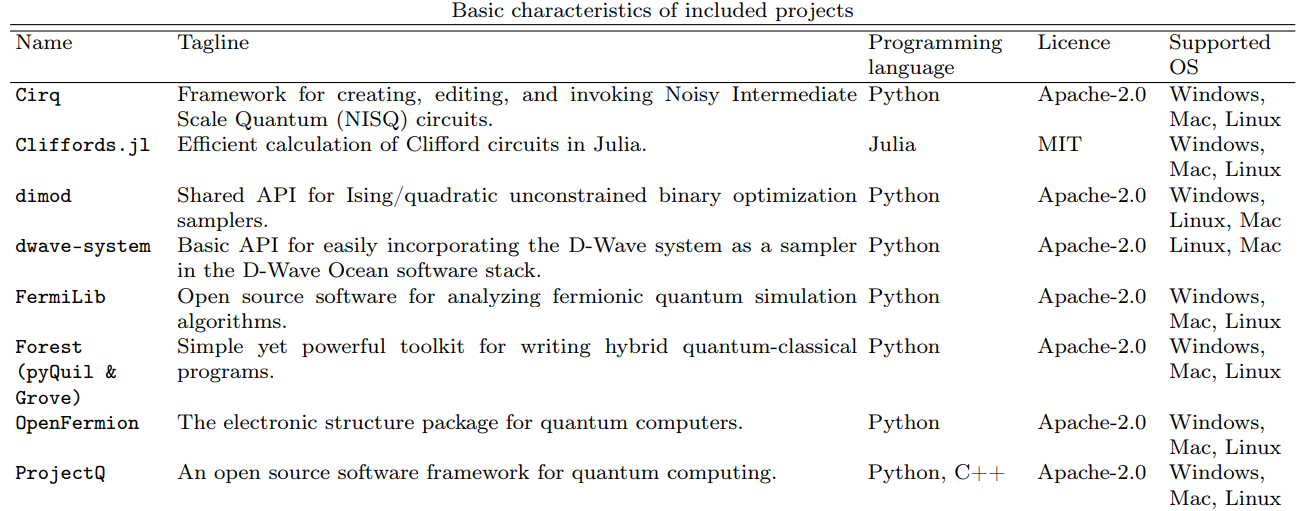 Basic characteristics of included projects
Name Tagline Programming Licence Supported
language OS
Cirq Framework for creating, editing, and invoking Noisy Intermediate Python Apache-2.0 Windows,
Scale Quantum (NISQ) circuits. Mac, Linux
Cliffords.jl Efficient calculation of Clifford circuits in Julia. Julia MIT Windows,
Mac, Linux
dimod Shared API for Ising/quadratic unconstrained binary optimization Python Apache-2.0 Windows,
samplers. Linux, Mac
dwave-system Basic API for easily incorporating the D-Wave system as a sampler Python Apache-2.0 Linux, Mac
in the D-Wave Ocean software stack.
FermiLib Open source software for analyzing fermionic quantum simulation Python Apache-2.0 Windows,
algorithms. Mac, Linux
Forest Simple yet powerful toolkit for writing hybrid quantum-classical Python Apache-2.0 Windows,
(pyQuil & programs. Mac, Linux
Grove)
OpenFermion The electronic structure package for quantum computers. Python Apache-2.0 Windows,
Mac, Linux
ProjectQ An open source software framework for quantum computing. Python, C++ Apache-2.0 Windows,
Mac, Linux